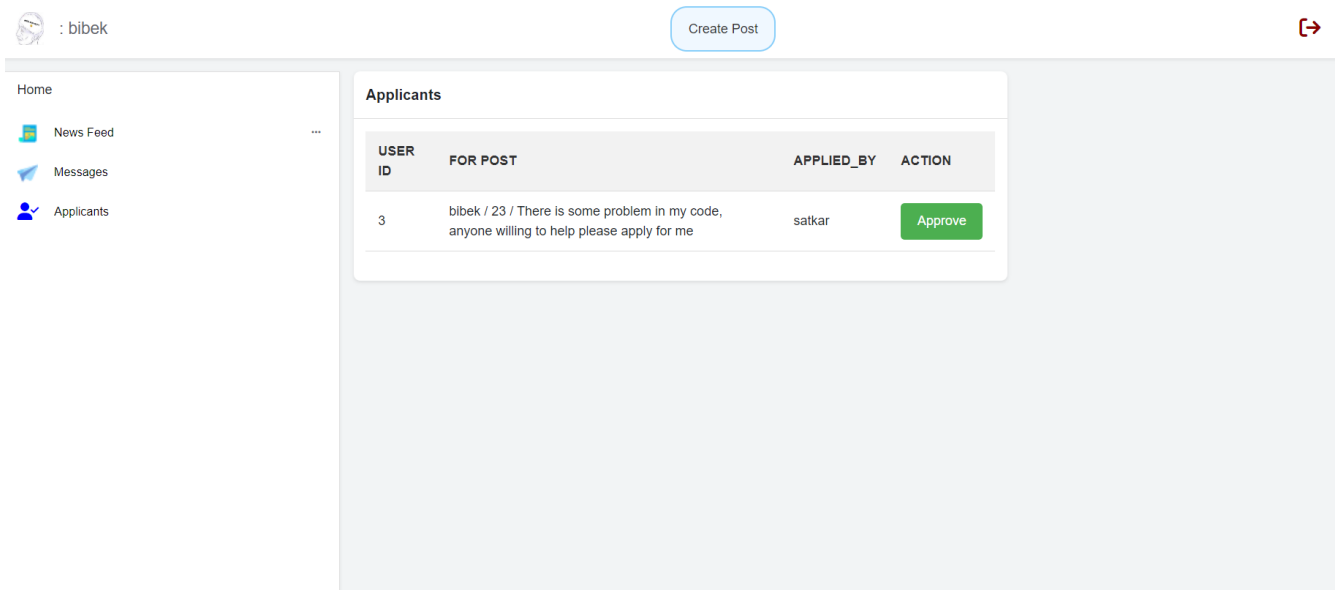 : bibek
Create Post
Home
News Feed
Messages
Applicants
Applicants
USER
ID
FOR POST
APPLIED_BY
ACTION
3
bibek / 23 / There is some problem in my code,
anyone willing to help please apply for me
satkar
Approve